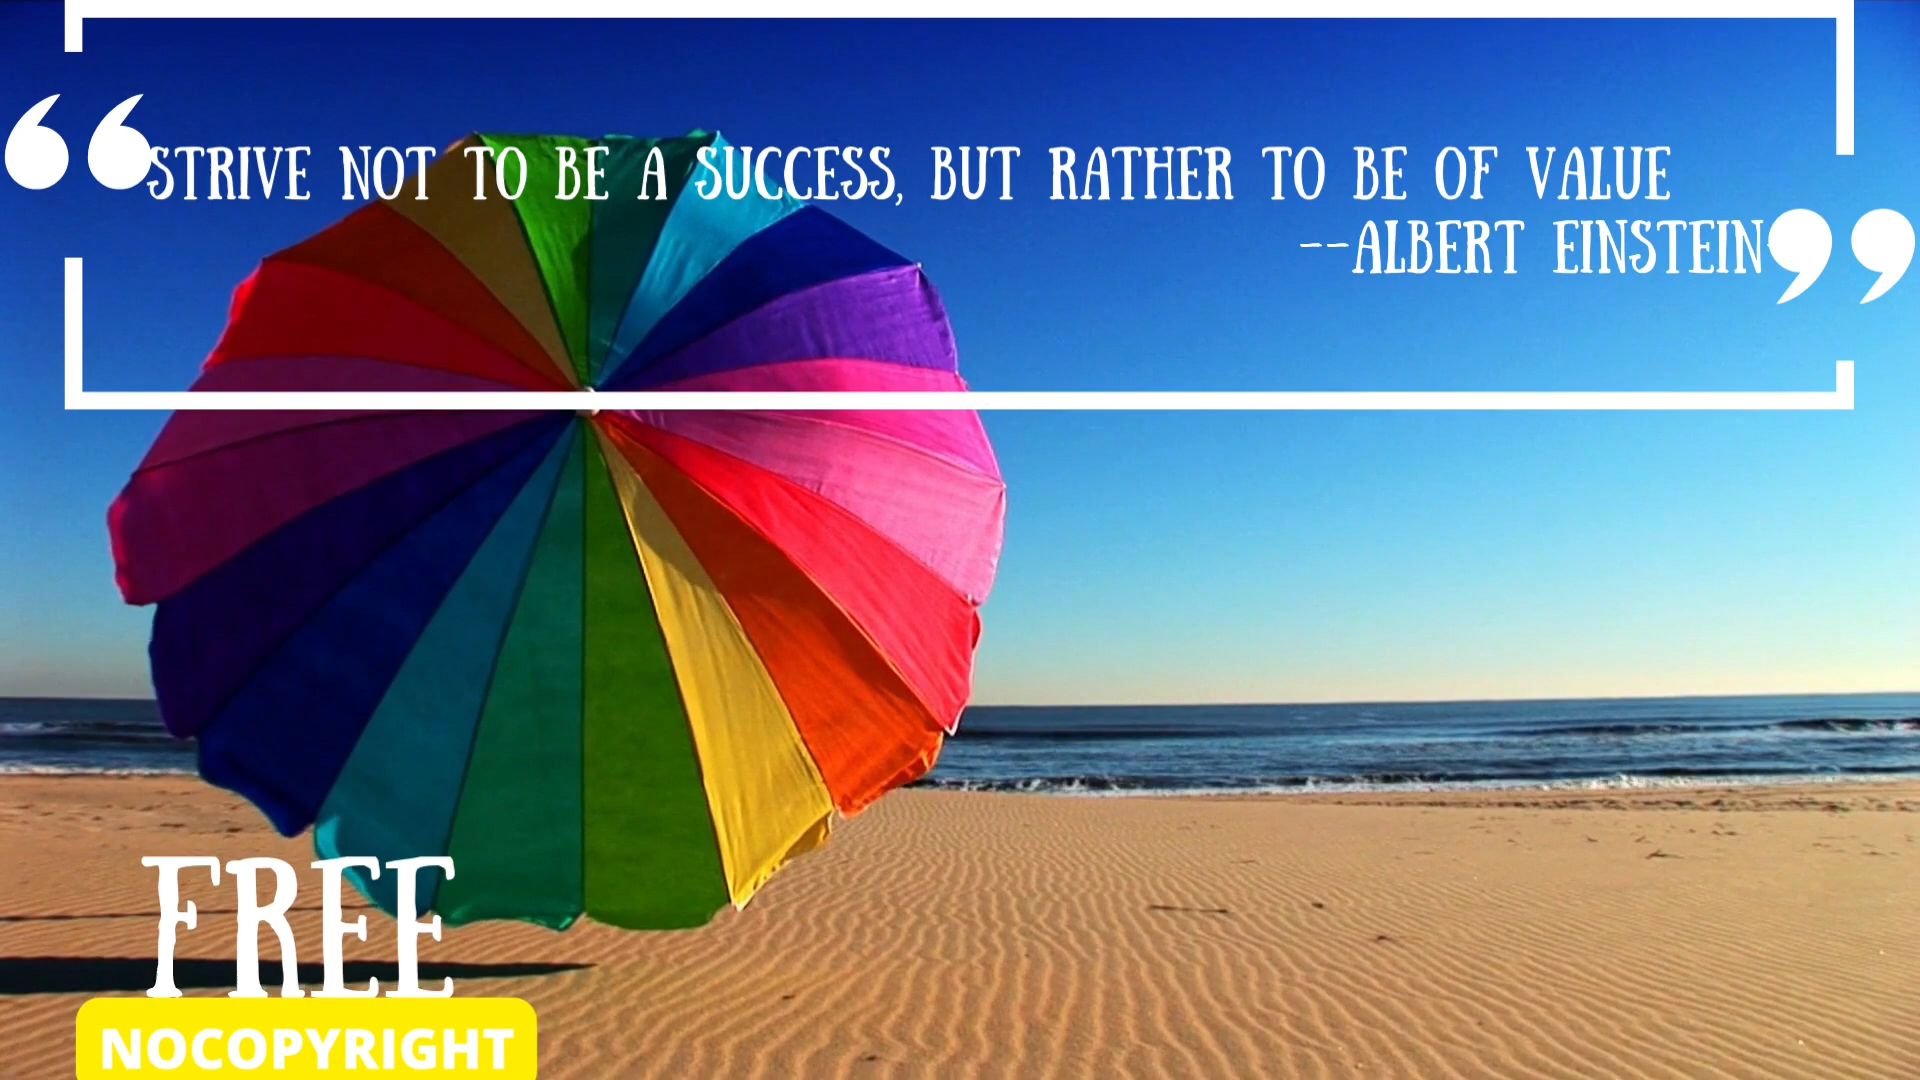 “STRIVE NOT TO BE A SUCCESS, BUT RATHER TO BE OF VALUE
--ALBERT EINSTEIN”
FREE
NOCOPYRIGHT